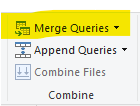 Merge Queries
Append Queries
Combine Files
Combine